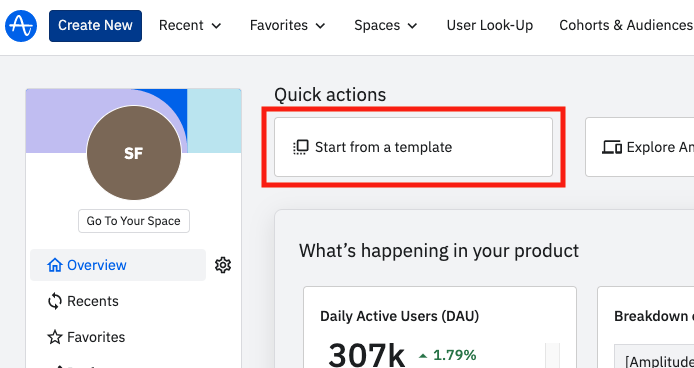 Create New
Recent
Favorites
Spaces
User Look-Up
Cohorts & Audiences
SF
Go To Your Space
Overview
Recents
Favorites
Quick actions
Start from a template
Explore
What's happening in your product
Daily Active Users (DAU)
307k
1.79%
Breakdown
[Amplitude